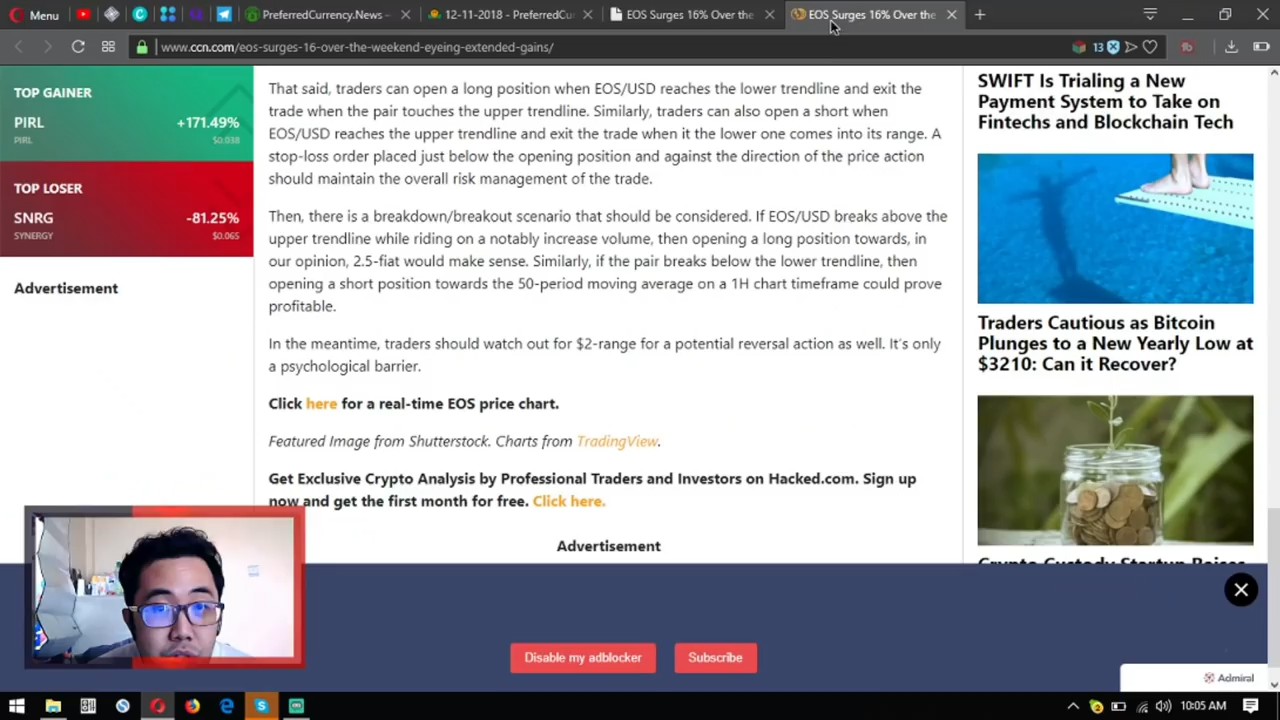 Menu
PreferredCurrency.News -
12-11-2018 - PreferredCu
EOS Surges 16% Over the
EOS Surges 16% Over the
www.ccn.com/eos-surges-16-over-the-weekend-eyeing-extended-gains/
13
TOP GAINER
PIRL +171.49%
PIRL $0.038
TOP LOSER
SNRG -81.25%
SYNERGY $0.065
Advertisement
That said, traders can open a long position when EOS/USD reaches the lower trendline and exit the
trade when the pair touches the upper trendline. Similarly, traders can also open a short when
EOS/USD reaches the upper trendline and exit the trade when it the lower one comes into its range. A
stop-loss order placed just below the opening position and against the direction of the price action
should maintain the overall risk management of the trade.
Then, there is a breakdown/breakout scenario that should be considered. If EOS/USD breaks above the
upper trendline while riding on a notably increase volume, then opening a long position towards, in
our opinion, 2.5-fiat would make sense. Similarly, if the pair breaks below the lower trendline, then
opening a short position towards the 50-period moving average on a 1H chart timeframe could prove
profitable.
In the meantime, traders should watch out for $2-range for a potential reversal action as well. It's only
a psychological barrier.
Click here for a real-time EOS price chart.
Featured Image from Shutterstock. Charts from TradingView.
Get Exclusive Crypto Analysis by Professional Traders and Investors on Hacked.com. Sign up
now and get the first month for free. Click here.
Advertisement
SWIFT Is Trialing a New
Payment System to Take on
Fintechs and Blockchain Tech
Traders Cautious as Bitcoin
Plunges to a New Yearly Low at
$3210: Can it Recover?
Crypto Custody Startup Raises
Disable my adblocker
Subscribe
Admiral
10:05 AM